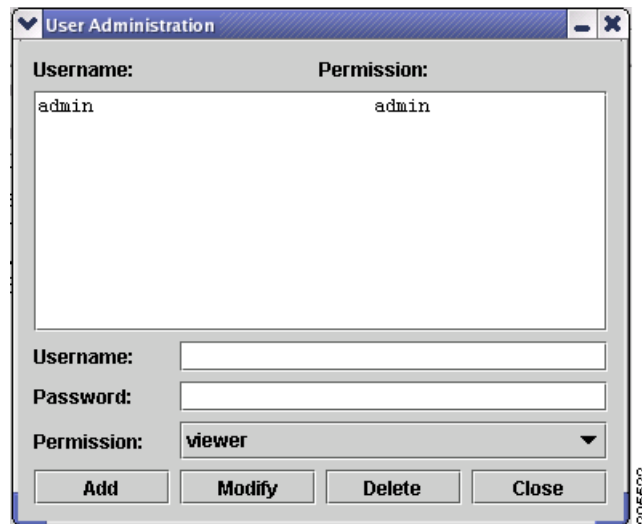 User Administration
Username: Permission:
admin admin
Username:
Password:
Permission: viewer
Add Modify Delete Close